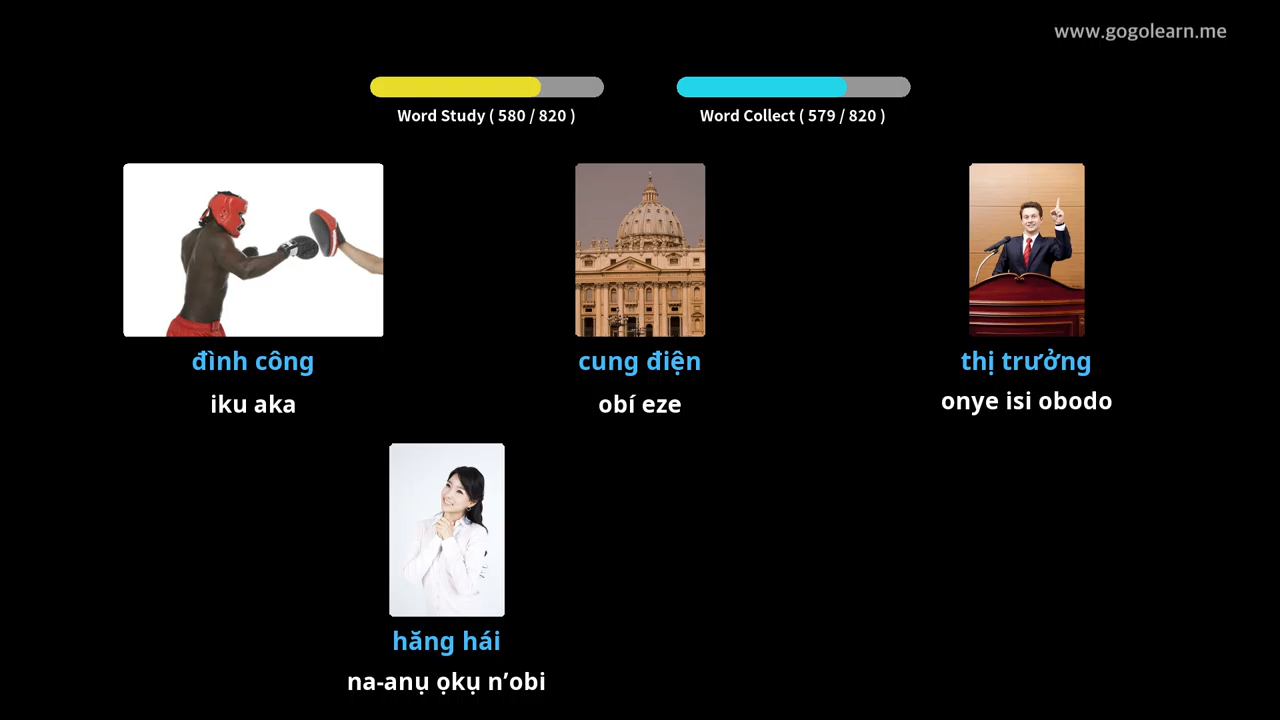 www.gogolearn.me
Word Study ( 580 / 820 )
Word Collect ( 579 / 820 )
đình công
cung điện
thị trưởng
iku aka
obí eze
onye isi obodo
hăng hái
na-anụ ọkụ n’obi